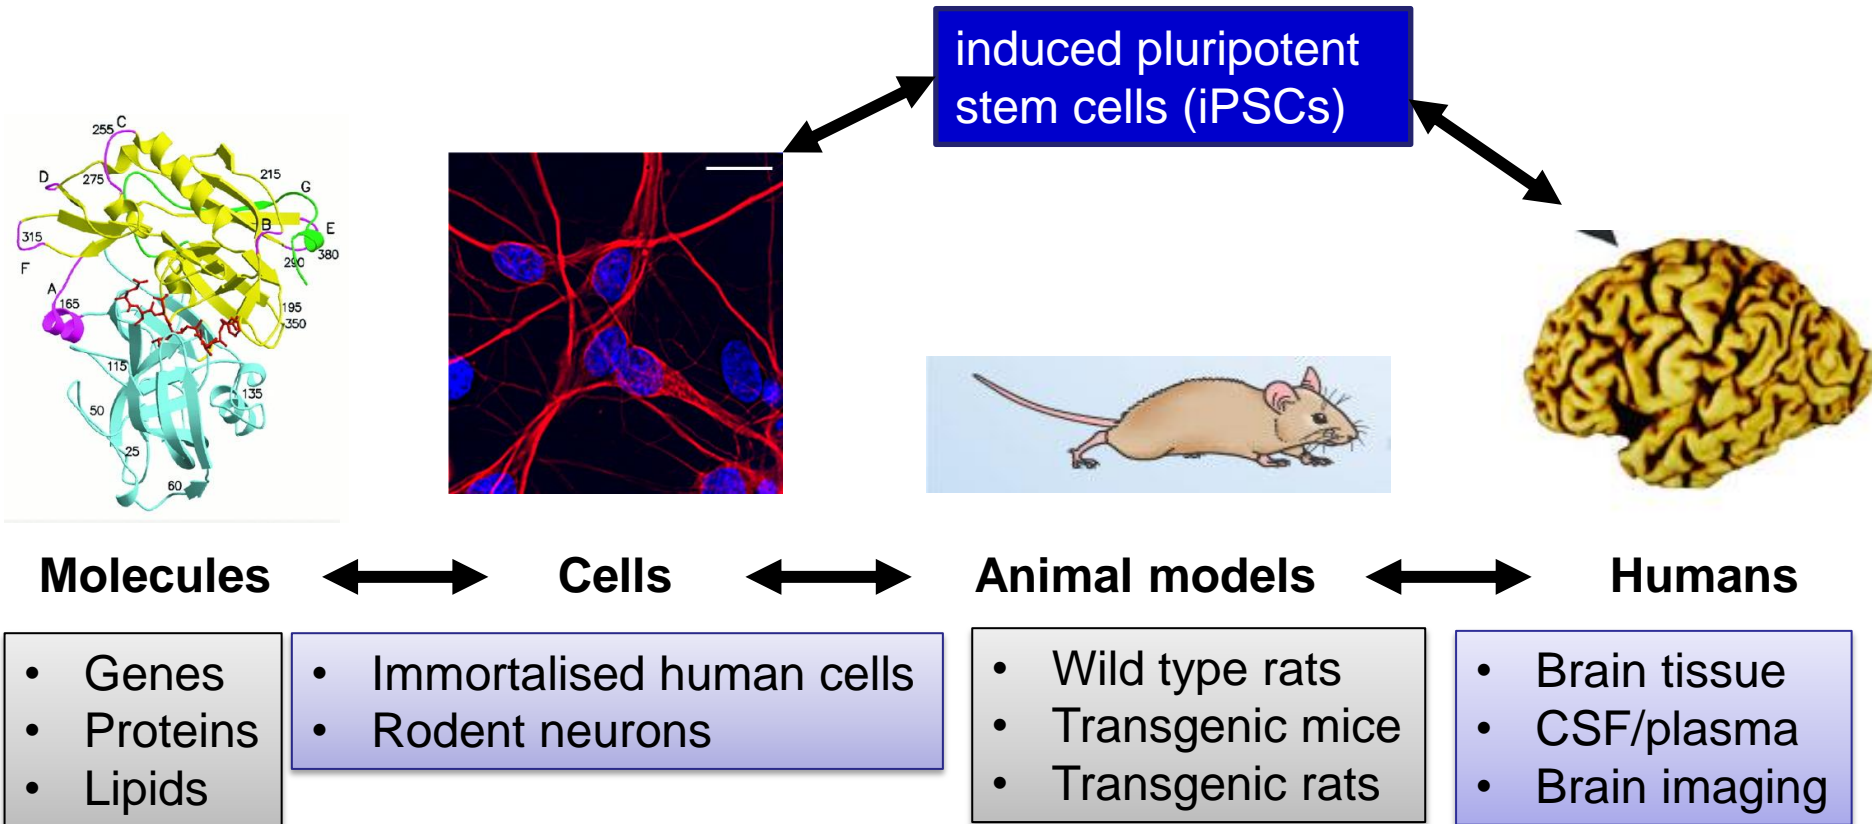 induced pluripotent
stem cells (iPSCs)
C
255
D
275
215
G
B
E
315
290
380
F
A
165
195
350
115
135
50
25
60
Molecules
Cells
Animal models
Humans
• Genes
• Proteins
• Lipids
• Immortalised human cells
• Rodent neurons
• Wild type rats
• Transgenic mice
• Transgenic rats
• Brain tissue
• CSF/plasma
• Brain imaging